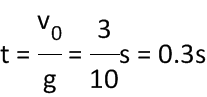 t = v₀/g = 3/10 s = 0.3s